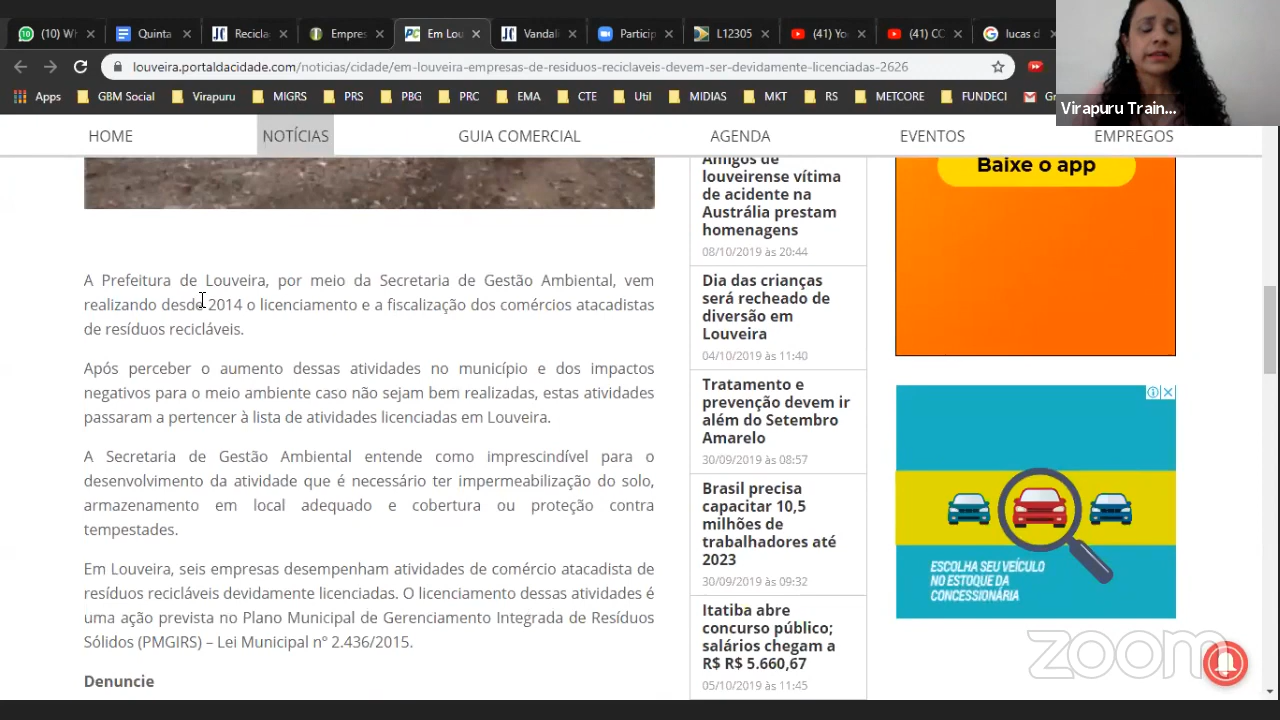 (10) W
Quinta
Recicla
Empres
Em Lou
Vandali
Particip
L12305
(41) Yo
(41) CC
lucas d
louveira.portaldacidade.com/noticias/cidade/em-louveira-empresas-de-residuos-reciclaveis-devem-ser-devidamente-licenciadas-2626
Apps
GBM Social
Virapuru
MIGRS
PRS
PBG
PRC
EMA
CTE
Util
MIDIAS
MKT
RS
METCORE
FUNDECI
Virapuru Train...
HOME
NOTÍCIAS
GUIA COMERCIAL
AGENDA
EVENTOS
EMPREGOS
A Prefeitura de Louveira, por meio da Secretaria de Gestão Ambiental, vem
realizando desde 2014 o licenciamento e a fiscalização dos comércios atacadistas
de resíduos recicláveis.
Após perceber o aumento dessas atividades no município e dos impactos
negativos para o meio ambiente caso não sejam bem realizadas, estas atividades
passaram a pertencer à lista de atividades licenciadas em Louveira.
A Secretaria de Gestão Ambiental entende como imprescindível para o
desenvolvimento da atividade que é necessário ter impermeabilização do solo,
armazenamento em local adequado e cobertura ou proteção contra
tempestades.
Em Louveira, seis empresas desempenham atividades de comércio atacadista de
resíduos recicláveis devidamente licenciadas. O licenciamento dessas atividades é
uma ação prevista no Plano Municipal de Gerenciamento Integrada de Resíduos
Sólidos (PMGIRS) – Lei Municipal nº 2.436/2015.
Denuncie
Amigos de
louveirense vítima
de acidente na
Austrália prestam
homenagens
08/10/2019 às 20:44
Dia das crianças
será recheado de
diversão em
Louveira
04/10/2019 às 11:40
Tratamento e
prevenção devem ir
além do Setembro
Amarelo
30/09/2019 às 08:57
Brasil precisa
capacitar 10,5
milhões de
trabalhadores até
2023
30/09/2019 às 09:32
Itatiba abre
concurso público;
salários chegam a
R$ R$ 5.660,67
05/10/2019 às 11:45
Baixe o app
ESCOLHA SEU VEÍCULO
NO ESTOQUE DA
CONCESSIONÁRIA
zoom